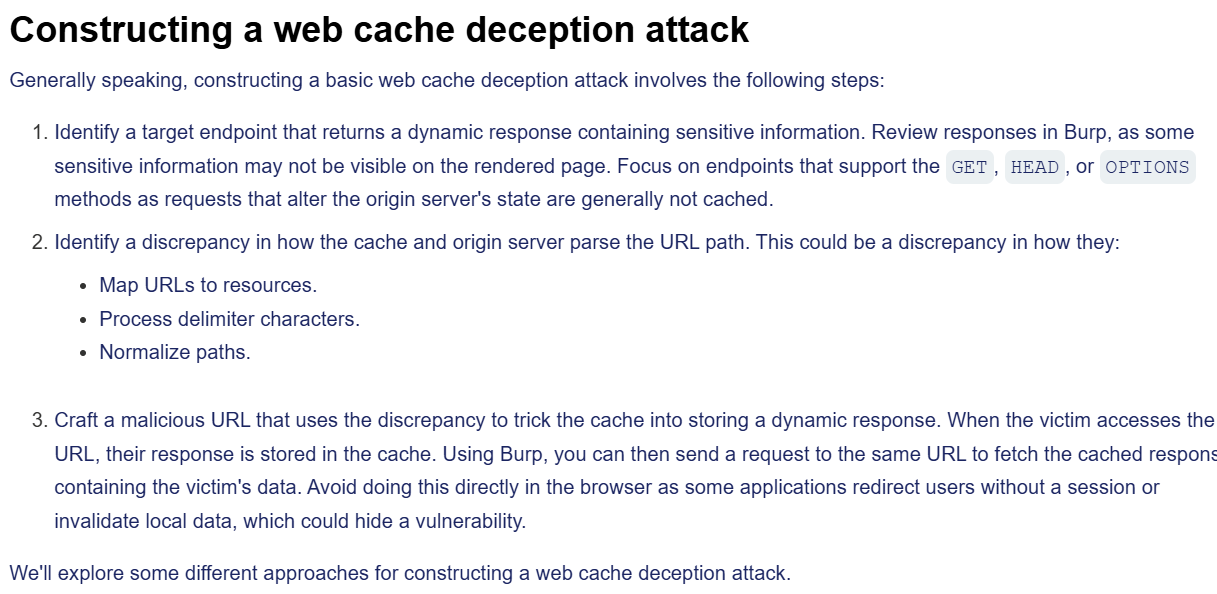 Constructing a web cache deception attack
Generally speaking, constructing a basic web cache deception attack involves the following steps:
1. Identify a target endpoint that returns a dynamic response containing sensitive information. Review responses in Burp, as some
sensitive information may not be visible on the rendered page. Focus on endpoints that support the GET, HEAD, or OPTIONS
methods as requests that alter the origin server's state are generally not cached.
2. Identify a discrepancy in how the cache and origin server parse the URL path. This could be a discrepancy in how they:
• Map URLs to resources.
• Process delimiter characters.
• Normalize paths.
3. Craft a malicious URL that uses the discrepancy to trick the cache into storing a dynamic response. When the victim accesses the
URL, their response is stored in the cache. Using Burp, you can then send a request to the same URL to fetch the cached respons
containing the victim's data. Avoid doing this directly in the browser as some applications redirect users without a session or
invalidate local data, which could hide a vulnerability.
We'll explore some different approaches for constructing a web cache deception attack.